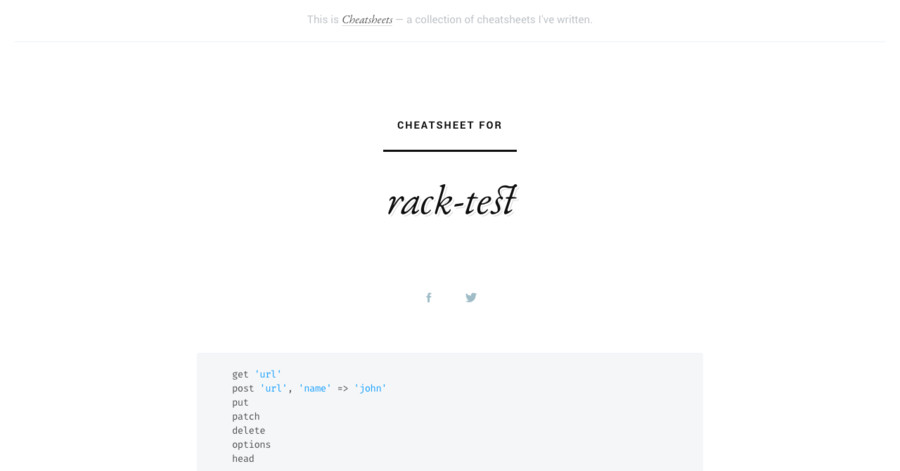 This is Cheatsheets — a collection of cheatsheets I've written.
CHEATSHEET FOR
rack-test
get 'url'
post 'url', 'name' => 'john'
put
patch
delete
options
head